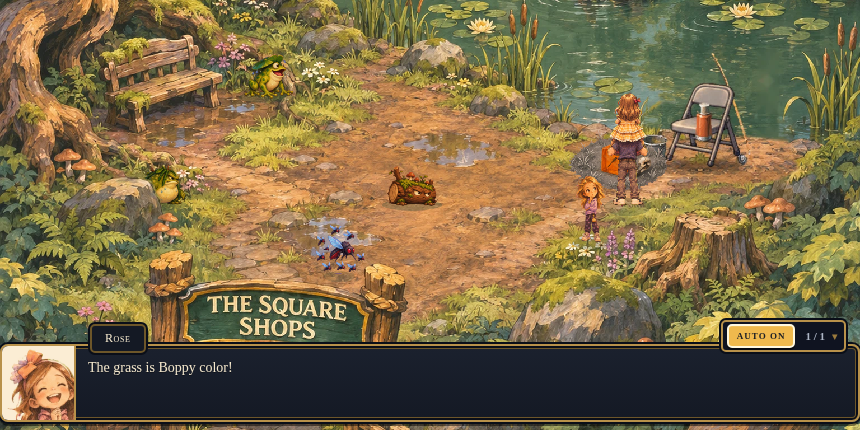 THE SQUARE
SHOPS
Rose
AUTO ON
1 / 1
The grass is Boppy color!